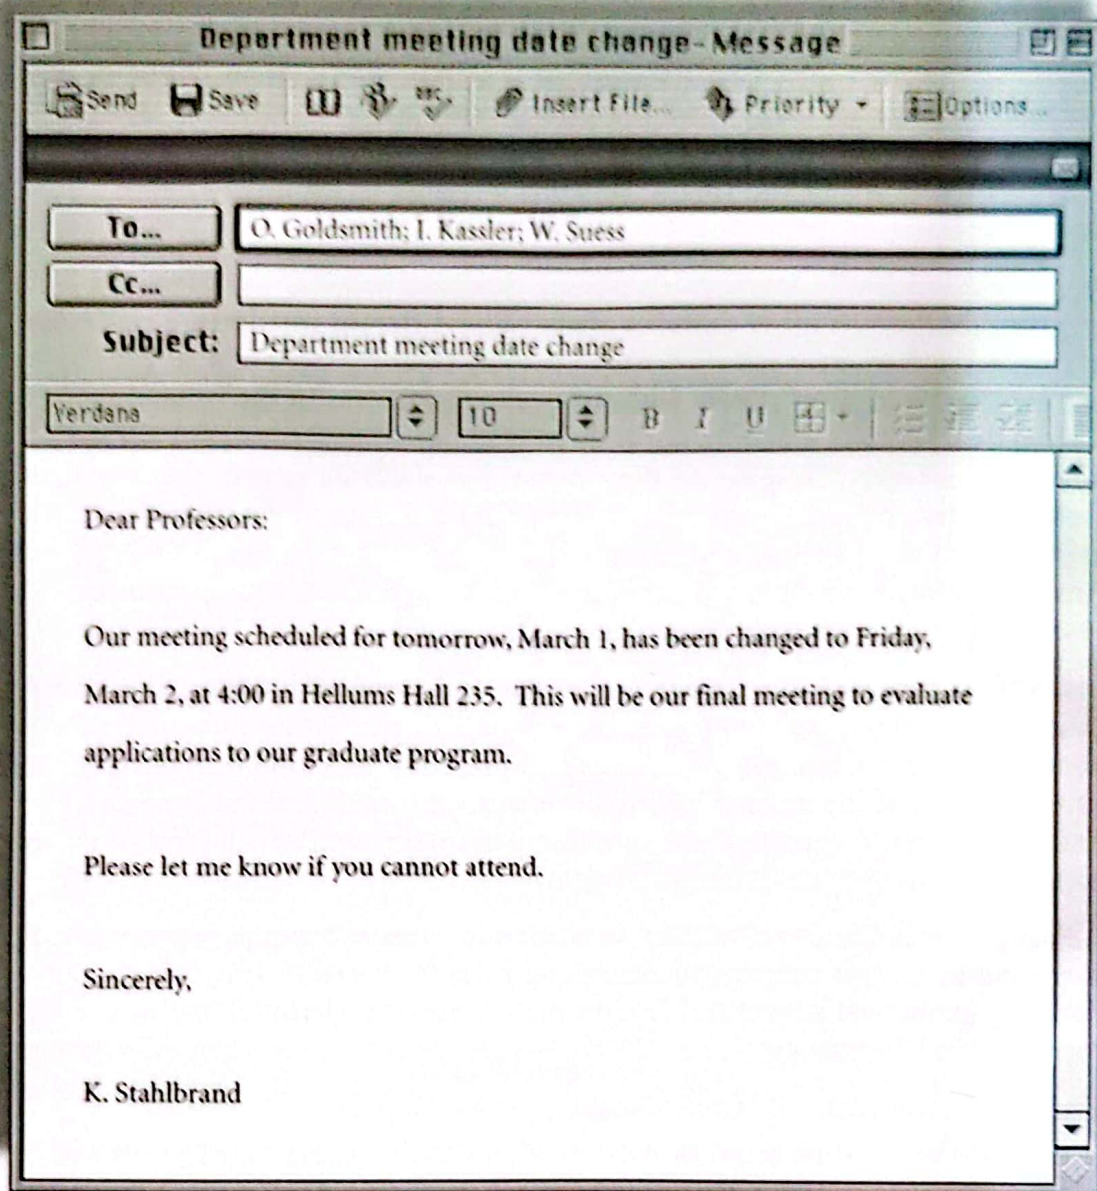 Department meeting date change-Message
Send Save ABC Insert File... Priority Options...
To... O. Goldsmith; I. Kassler; W. Suess
Cc...
Subject: Department meeting date change
Verdana 10 B I U
Dear Professors:
Our meeting scheduled for tomorrow, March 1, has been changed to Friday,
March 2, at 4:00 in Hellums Hall 235. This will be our final meeting to evaluate
applications to our graduate program.
Please let me know if you cannot attend.
Sincerely,
K. Stahlbrand